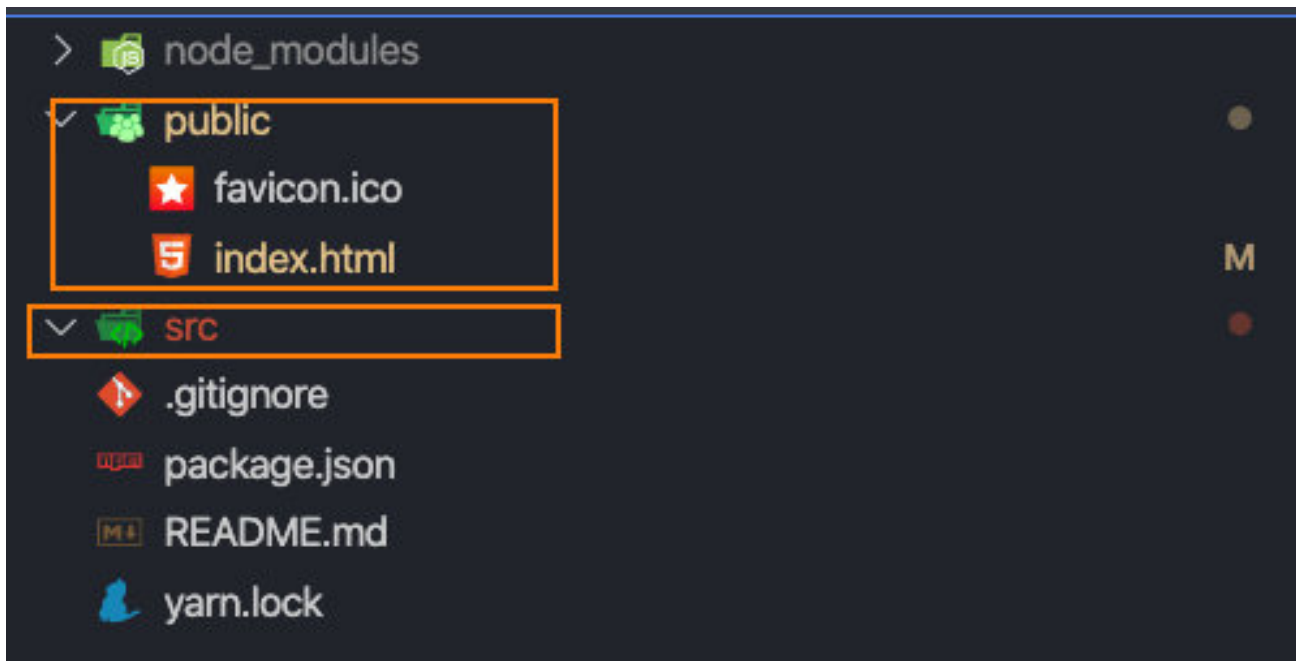 node_modules
public
favicon.ico
index.html
M
src
.gitignore
package.json
README.md
yarn.lock